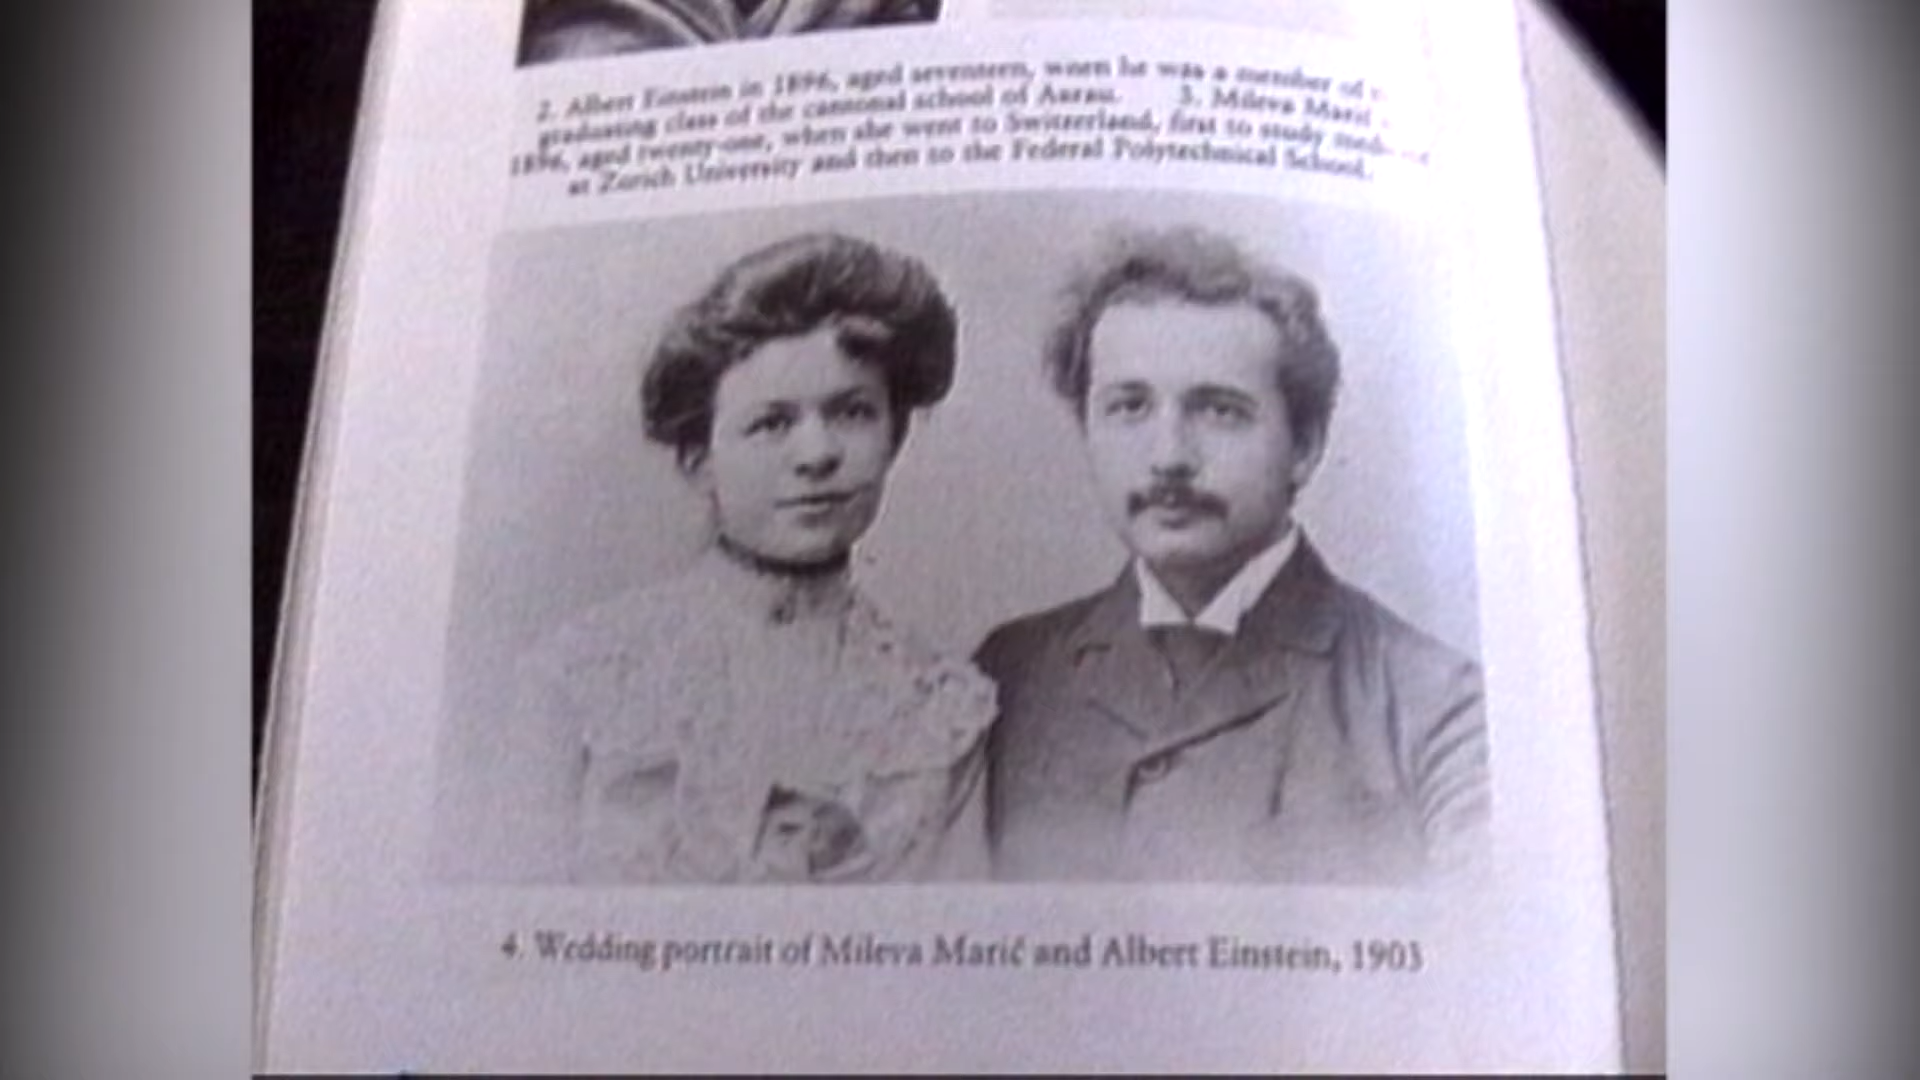 2. Albert Einstein in 1896, aged seventeen, when he was a member of
graduating class of the cantonal school of Aarau. 3. Mileva Marić
1896, aged twenty-one, when she went to Switzerland, first to study
at Zurich University and then to the Federal Polytechnical School.
4. Wedding portrait of Mileva Marić and Albert Einstein, 1903